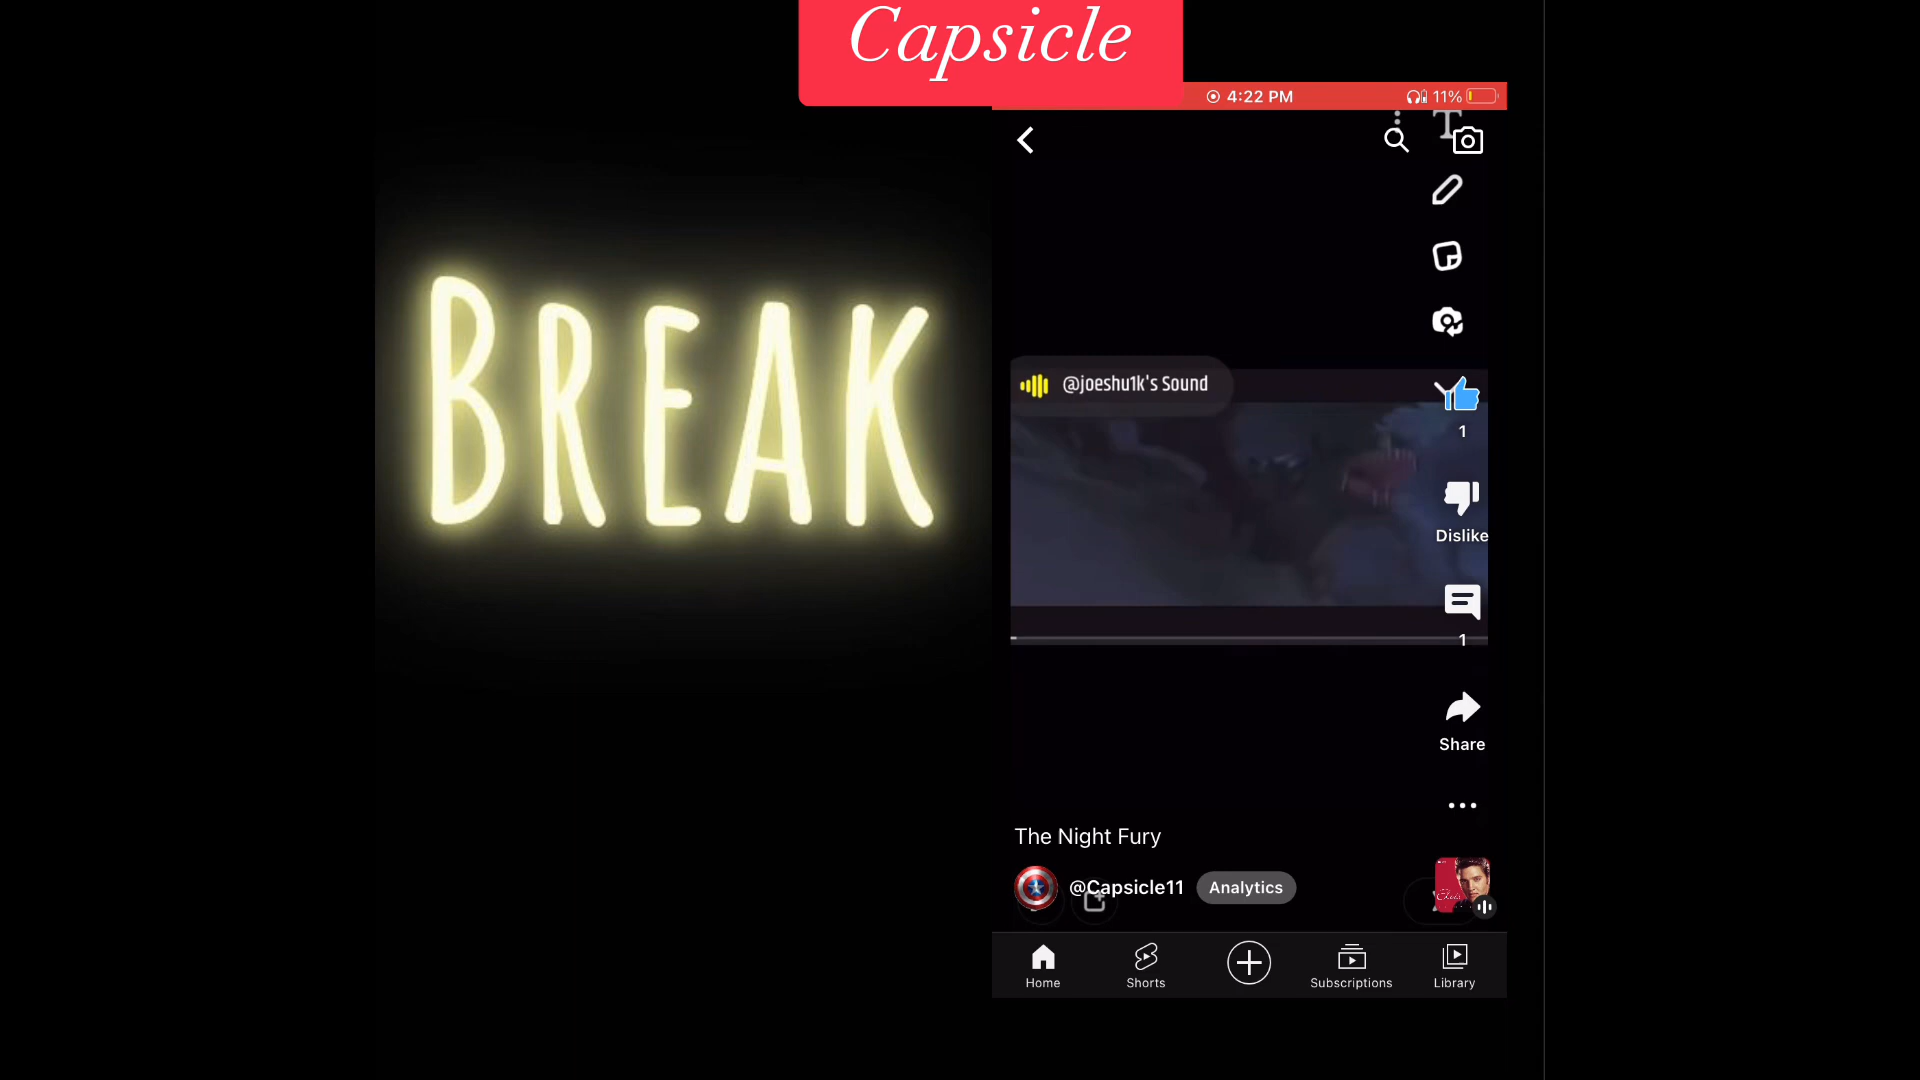 Capsicle
4:22 PM
11%
T
BREAK
@joeshu1k's Sound
1
Dislike
1
Share
The Night Fury
@Capsicle11
Analytics
Elvis
Home
Shorts
Subscriptions
Library